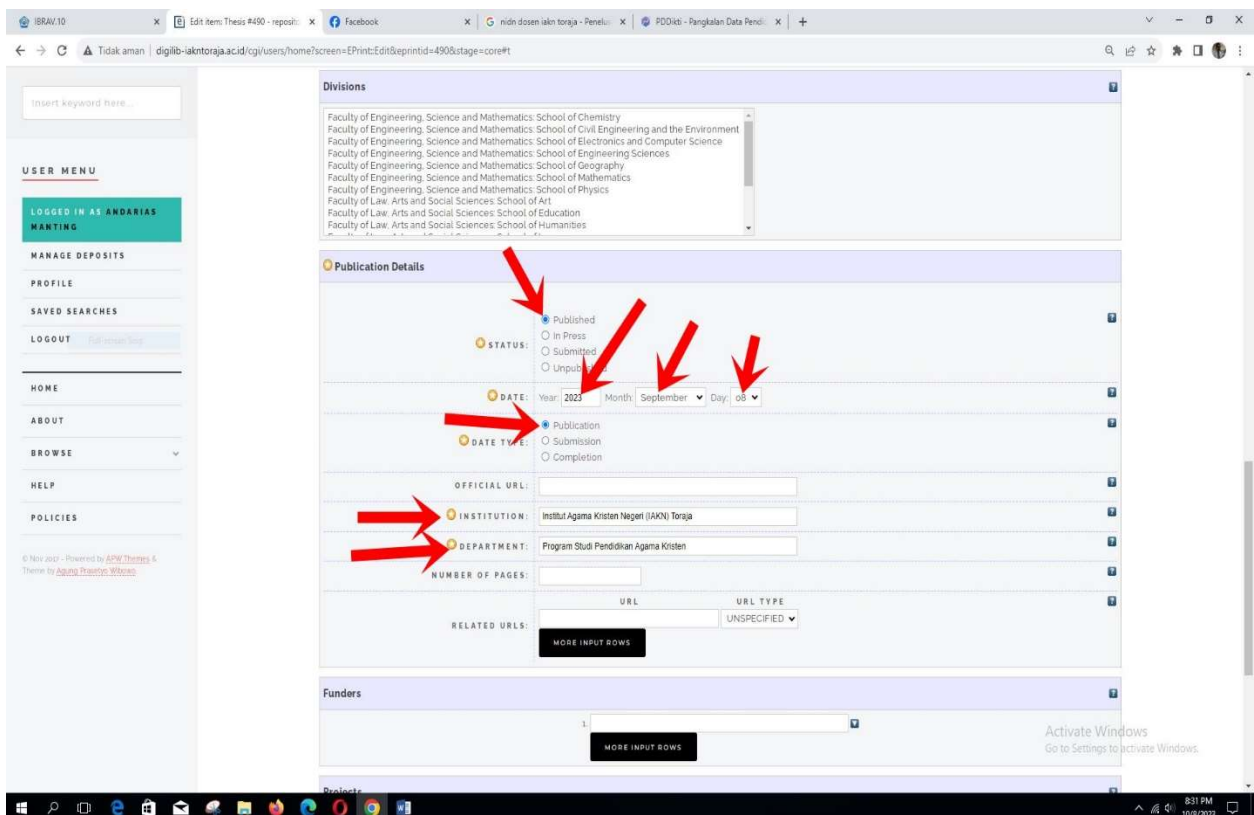 IBRAV.10
Edit item: Thesis #490 - reposit
Facebook
nidn dosen iakn toraja - Penelus
PDDikti - Pangkalan Data Pendi
Tidak aman
digilib-iakntoraja.ac.id/cgi/users/home?screen=EPrint::Edit&eprintid=490&stage=core#t
Insert keyword here...
USER MENU
LOGGED IN AS ANDARIAS
MANTING
MANAGE DEPOSITS
PROFILE
SAVED SEARCHES
LOGOUT
HOME
ABOUT
BROWSE
HELP
POLICIES
Powered by APW Themes &
Theme by Agung Prasetyo Wibowo
Divisions
Faculty of Engineering, Science and Mathematics: School of Chemistry
Faculty of Engineering, Science and Mathematics: School of Civil Engineering and the Environment
Faculty of Engineering, Science and Mathematics: School of Electronics and Computer Science
Faculty of Engineering, Science and Mathematics: School of Engineering Sciences
Faculty of Engineering, Science and Mathematics: School of Geography
Faculty of Engineering, Science and Mathematics: School of Mathematics
Faculty of Engineering, Science and Mathematics: School of Physics
Faculty of Law, Arts and Social Sciences: School of Art
Faculty of Law, Arts and Social Sciences: School of Education
Faculty of Law, Arts and Social Sciences: School of Humanities
Publication Details
STATUS:
Published
In Press
Submitted
Unpublished
DATE: Year: 2023 Month: September Day: 08
DATE TYPE:
Publication
Submission
Completion
OFFICIAL URL:
INSTITUTION: Institut Agama Kristen Negeri (IAKN) Toraja
DEPARTMENT: Program Studi Pendidikan Agama Kristen
NUMBER OF PAGES:
URL URL TYPE
RELATED URLS: UNSPECIFIED
MORE INPUT ROWS
Funders
1.
MORE INPUT ROWS
Projects
Activate Windows
Go to Settings to activate Windows.
8:31 PM